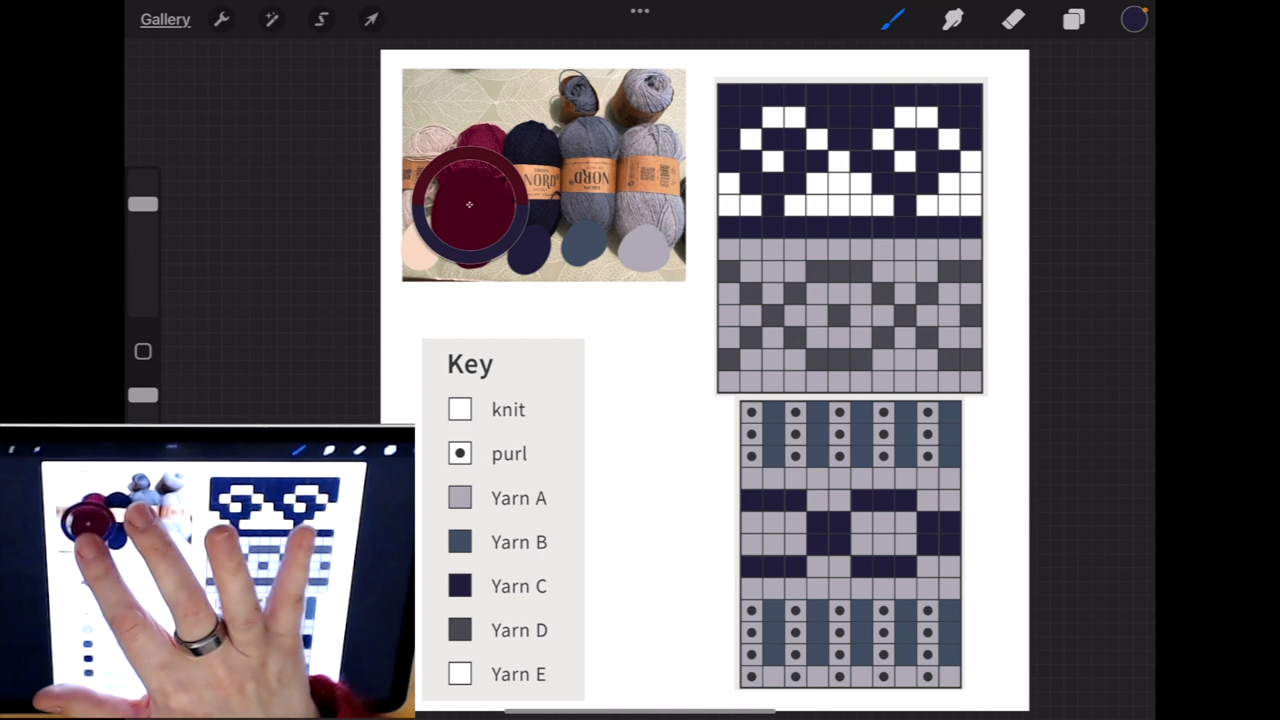 Gallery
NORD
NORD
Key
knit
purl
Yarn A
Yarn B
Yarn C
Yarn D
Yarn E